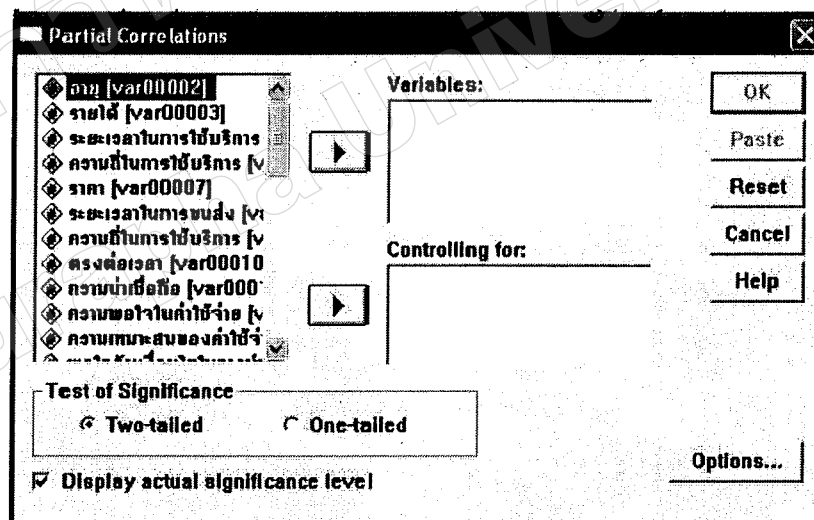 Partial Correlations
อายุ [var00002]
รายได้ [var00003]
ระยะเวลาในการใช้บริการ
ความถี่ในการใช้บริการ [v
ราคา [var00007]
ระยะเวลาในการขนส่ง [va
ความถี่ในการใช้บริการ [v
ตรงต่อเวลา [var00010
ความน่าเชื่อถือ [var000
ความพอใจในค่าใช้จ่าย [v
ความเหมาะสมของค่าใช้จ่
Variables:
Controlling for:
OK
Paste
Reset
Cancel
Help
Test of Significance
Two-tailed
One-tailed
Display actual significance level
Options...